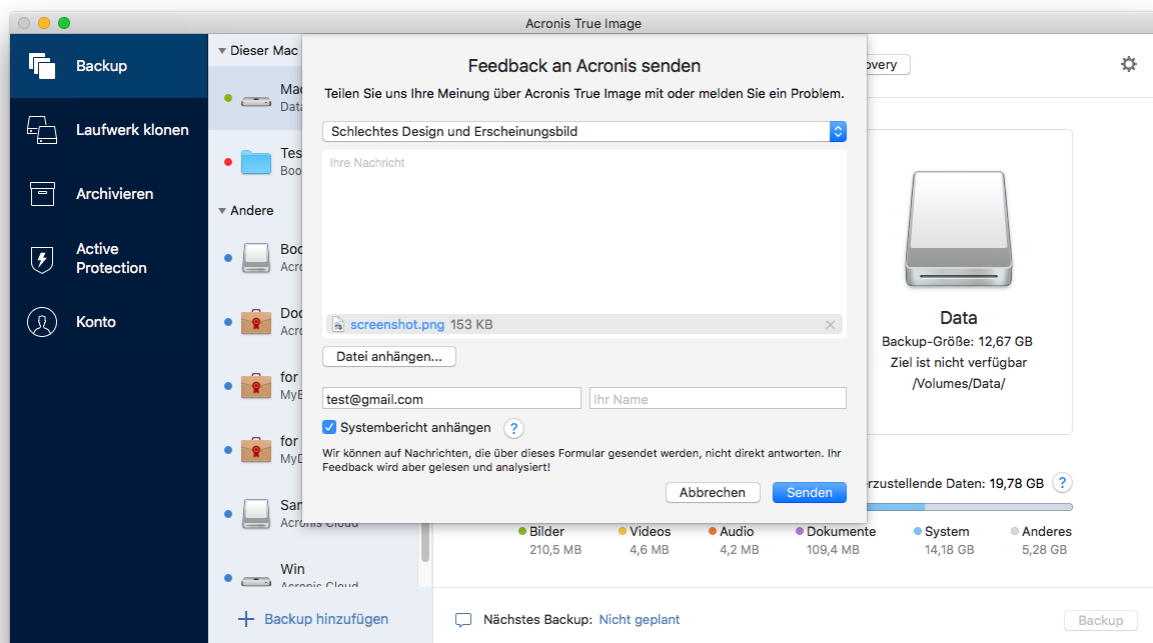 Acronis True Image
Backup
Laufwerk klonen
Archivieren
Active
Protection
Konto
Dieser Mac
Andere
for
for
Acronis Cloud
Win
Acronis Cloud
Backup hinzufügen
Feedback an Acronis senden
Teilen Sie uns Ihre Meinung über Acronis True Image mit oder melden Sie ein Problem.
Schlechtes Design und Erscheinungsbild
Ihre Nachricht
screenshot.png 153 KB
Datei anhängen...
test@gmail.com
Ihr Name
Systembericht anhängen ?
Wir können auf Nachrichten, die über dieses Formular gesendet werden, nicht direkt antworten. Ihr
Feedback wird aber gelesen und analysiert!
Abbrechen Senden
Data
Backup-Größe: 12,67 GB
Ziel ist nicht verfügbar
/Volumes/Data/
Daten: 19,78 GB ?
Bilder Videos Audio Dokumente System Anderes
210,5 MB 4,6 MB 4,2 MB 109,4 MB 14,18 GB 5,28 GB
Nächstes Backup: Nicht geplant
Backup